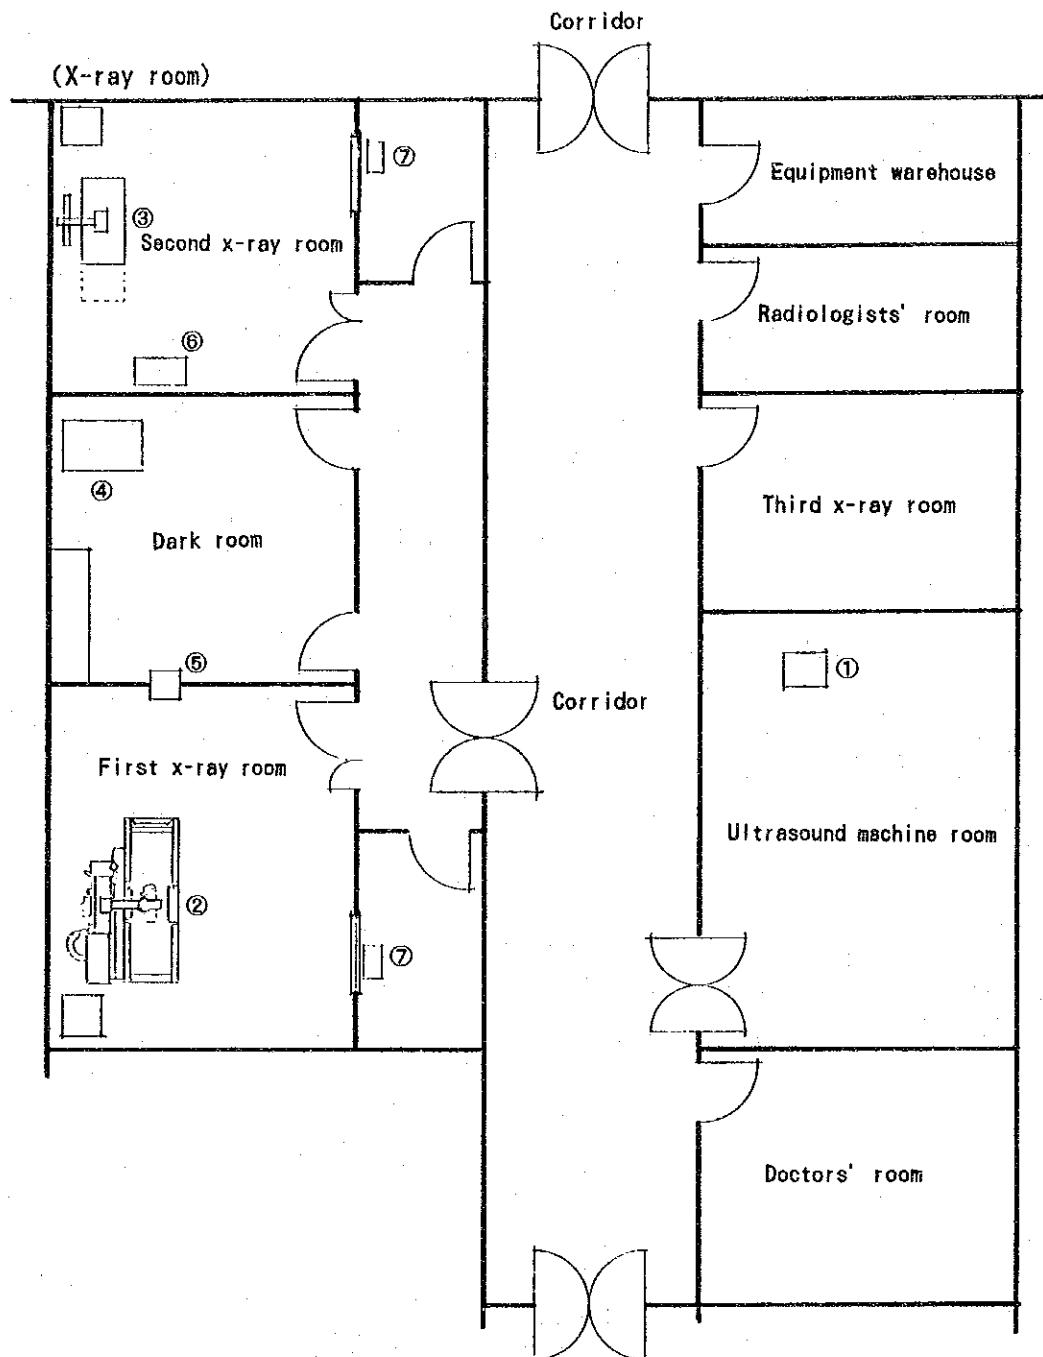 Corridor
(X-ray room)
⑦
Equipment warehouse
③
Second x-ray room
Radiologists' room
⑥
④
Third x-ray room
Dark room
⑤
①
Corridor
First x-ray room
Ultrasound machine room
②
⑦
Doctors' room